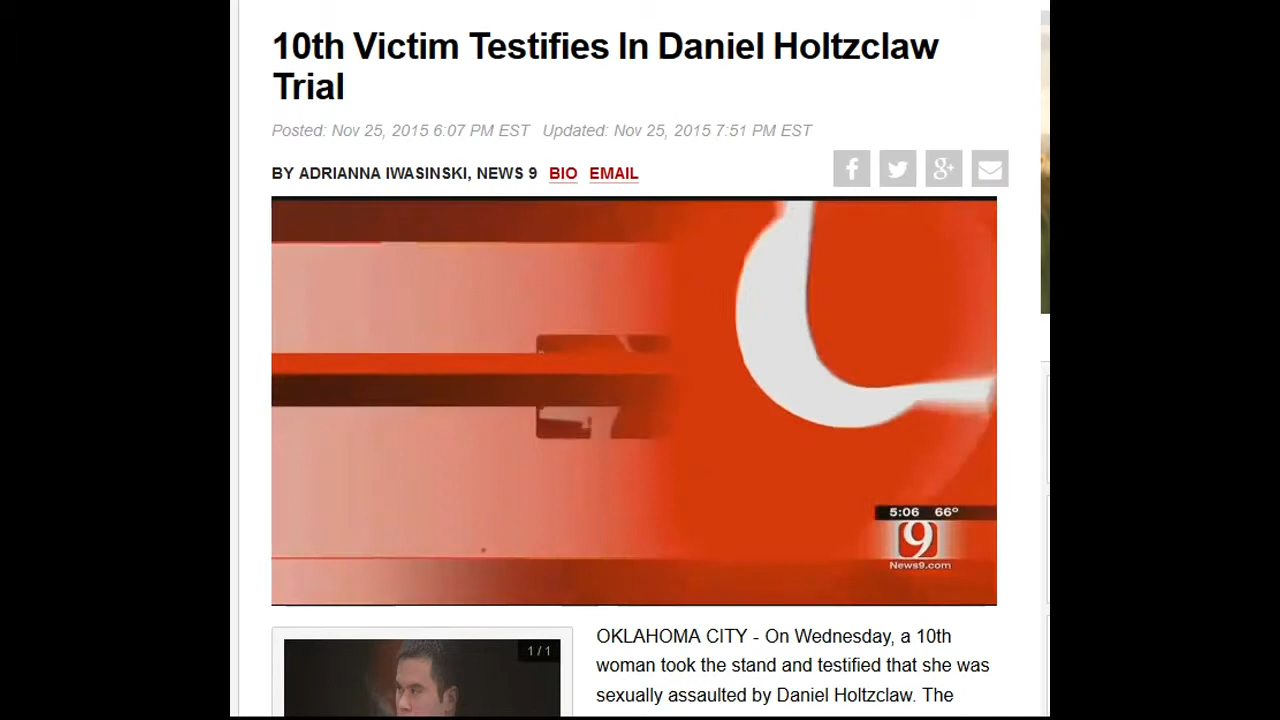 10th Victim Testifies In Daniel Holtzclaw
Trial
Posted: Nov 25, 2015 6:07 PM EST Updated: Nov 25, 2015 7:51 PM EST
BY ADRIANNA IWASINSKI, NEWS 9 BIO EMAIL
f g+
5:06 66°
9
News9.com
1 / 1
OKLAHOMA CITY - On Wednesday, a 10th
woman took the stand and testified that she was
sexually assaulted by Daniel Holtzclaw. The